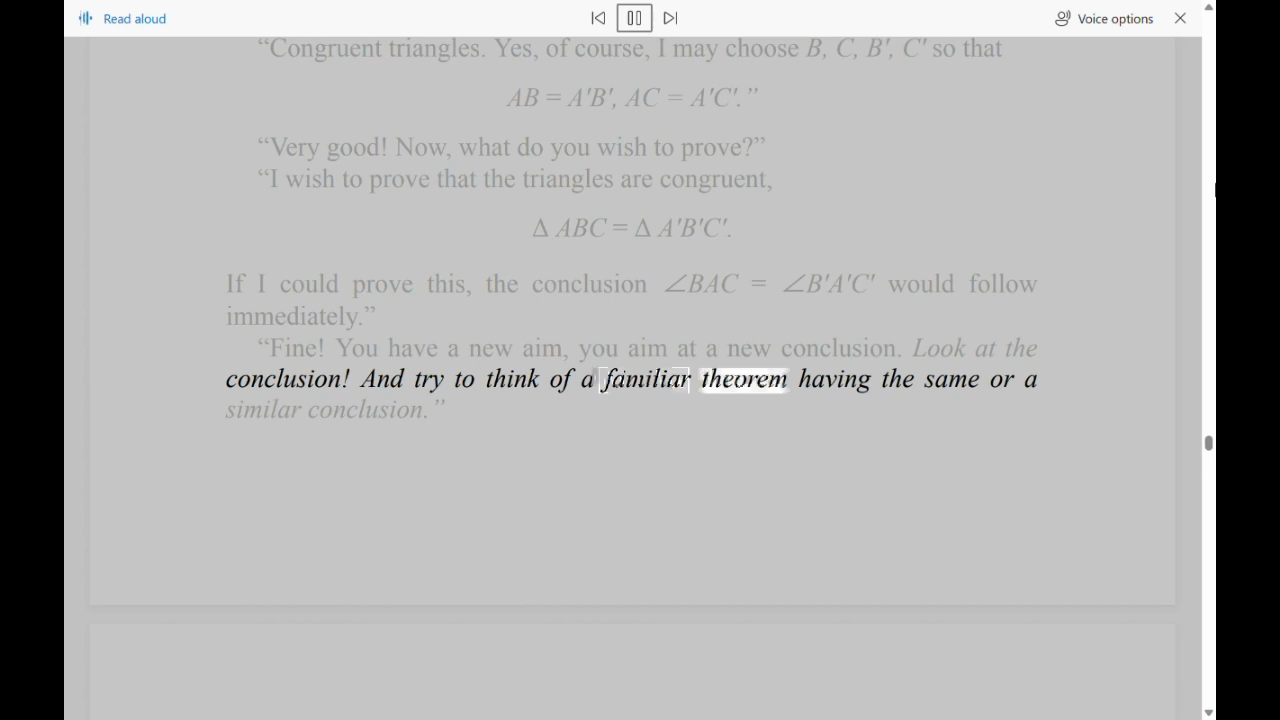 Read aloud
Voice options
“Congruent triangles. Yes, of course, I may choose B, C, B′, C′ so that
AB = A′B′, AC = A′C′.”
“Very good! Now, what do you wish to prove?”
“I wish to prove that the triangles are congruent,
Δ ABC = Δ A′B′C′.
If I could prove this, the conclusion ∠BAC = ∠B′A′C′ would follow
immediately.”
“Fine! You have a new aim, you aim at a new conclusion. Look at the
conclusion! And try to think of a familiar theorem having the same or a
similar conclusion.”